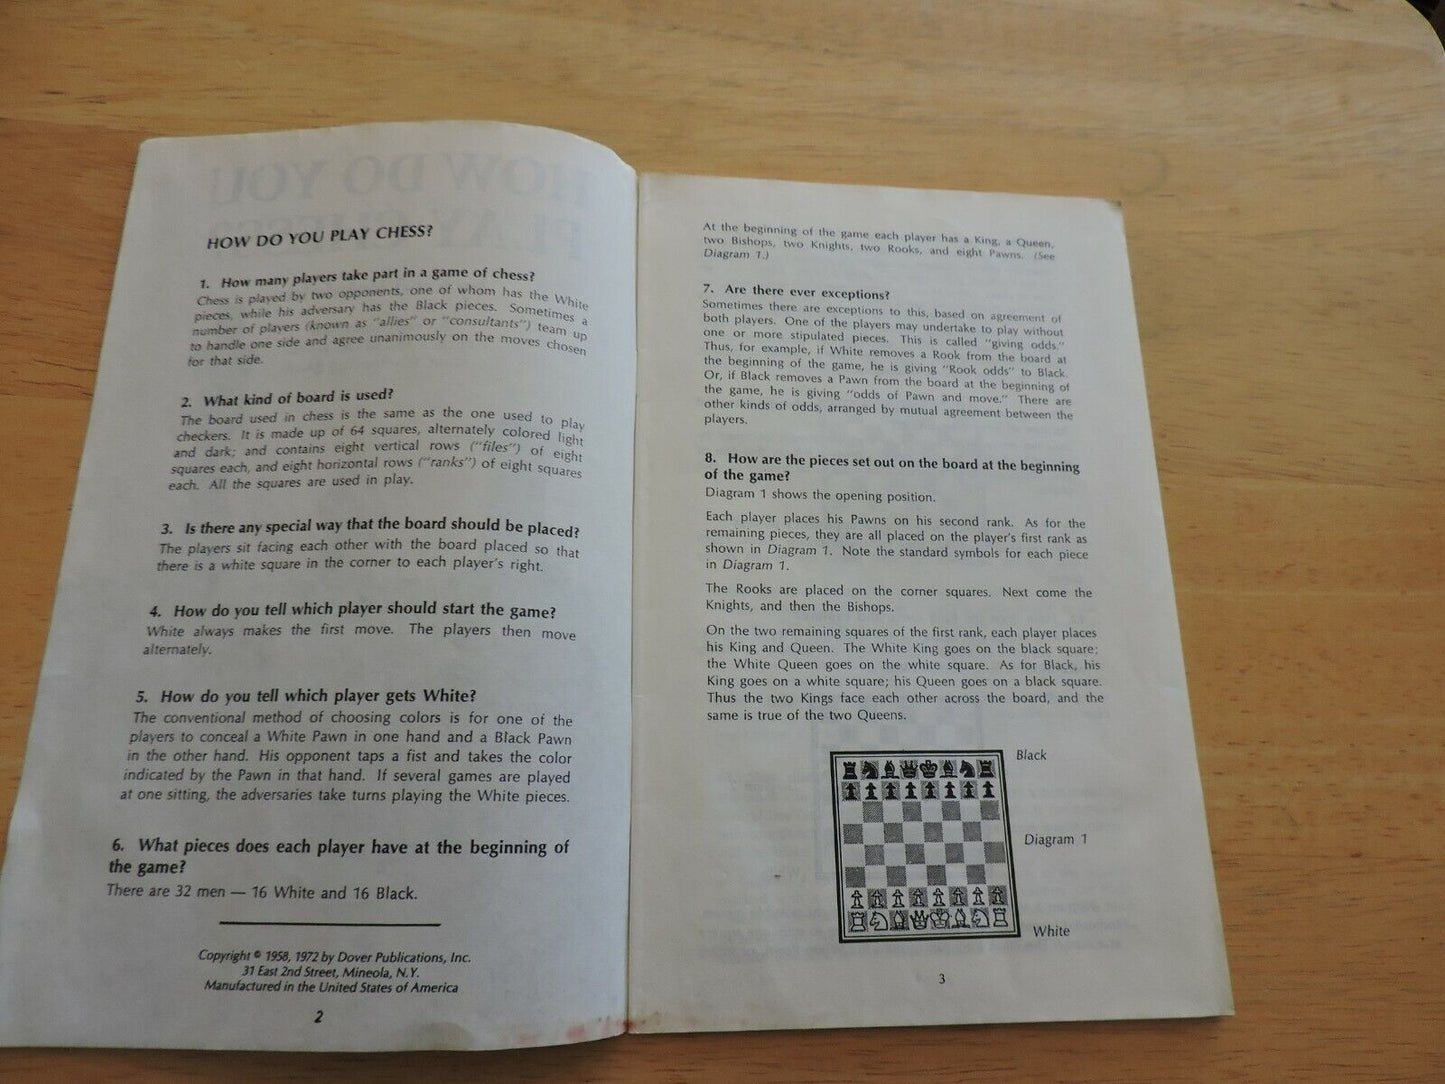 HOW DO YOU PLAY CHESS?
1. How many players take part in a game of chess?
Chess is played by two opponents, one of whom has the White
pieces, while his adversary has the Black pieces. Sometimes a
number of players (known as "allies" or "consultants") team up
to handle one side and agree unanimously on the moves chosen
for that side.
2. What kind of board is used?
The board used in chess is the same as the one used to play
checkers. It is made up of 64 squares, alternately colored light
and dark; and contains eight vertical rows ("files") of eight
squares each, and eight horizontal rows ("ranks") of eight squares
each. All the squares are used in play.
3. Is there any special way that the board should be placed?
The players sit facing each other with the board placed so that
there is a white square in the corner to each player's right.
4. How do you tell which player should start the game?
White always makes the first move. The players then move
alternately.
5. How do you tell which player gets White?
The conventional method of choosing colors is for one of the
players to conceal a White Pawn in one hand and a Black Pawn
in the other hand. His opponent taps a fist and takes the color
indicated by the Pawn in that hand. If several games are played
at one sitting, the adversaries take turns playing the White pieces.
6. What pieces does each player have at the beginning of
the game?
There are 32 men — 16 White and 16 Black.
Copyright © 1958, 1972 by Dover Publications, Inc.
31 East 2nd Street, Mineola, N.Y.
Manufactured in the United States of America
2
At the beginning of the game each player has a King, a Queen,
two Bishops, two Knights, two Rooks, and eight Pawns. (See
Diagram 1.)
7. Are there ever exceptions?
Sometimes there are exceptions to this, based on agreement of
both players. One of the players may undertake to play without
one or more stipulated pieces. This is called "giving odds."
Thus, for example, if White removes a Rook from the board at
the beginning of the game, he is giving "Rook odds" to Black.
Or, if Black removes a Pawn from the board at the beginning of
the game, he is giving "odds of Pawn and move." There are
other kinds of odds, arranged by mutual agreement between the
players.
8. How are the pieces set out on the board at the beginning
of the game?
Diagram 1 shows the opening position.
Each player places his Pawns on his second rank. As for the
remaining pieces, they are all placed on the player's first rank as
shown in Diagram 1. Note the standard symbols for each piece
in Diagram 1.
The Rooks are placed on the corner squares. Next come the
Knights, and then the Bishops.
On the two remaining squares of the first rank, each player places
his King and Queen. The White King goes on the black square;
the White Queen goes on the white square. As for Black, his
King goes on a white square; his Queen goes on a black square.
Thus the two Kings face each other across the board, and the
same is true of the two Queens.
Black
Diagram 1
White
3